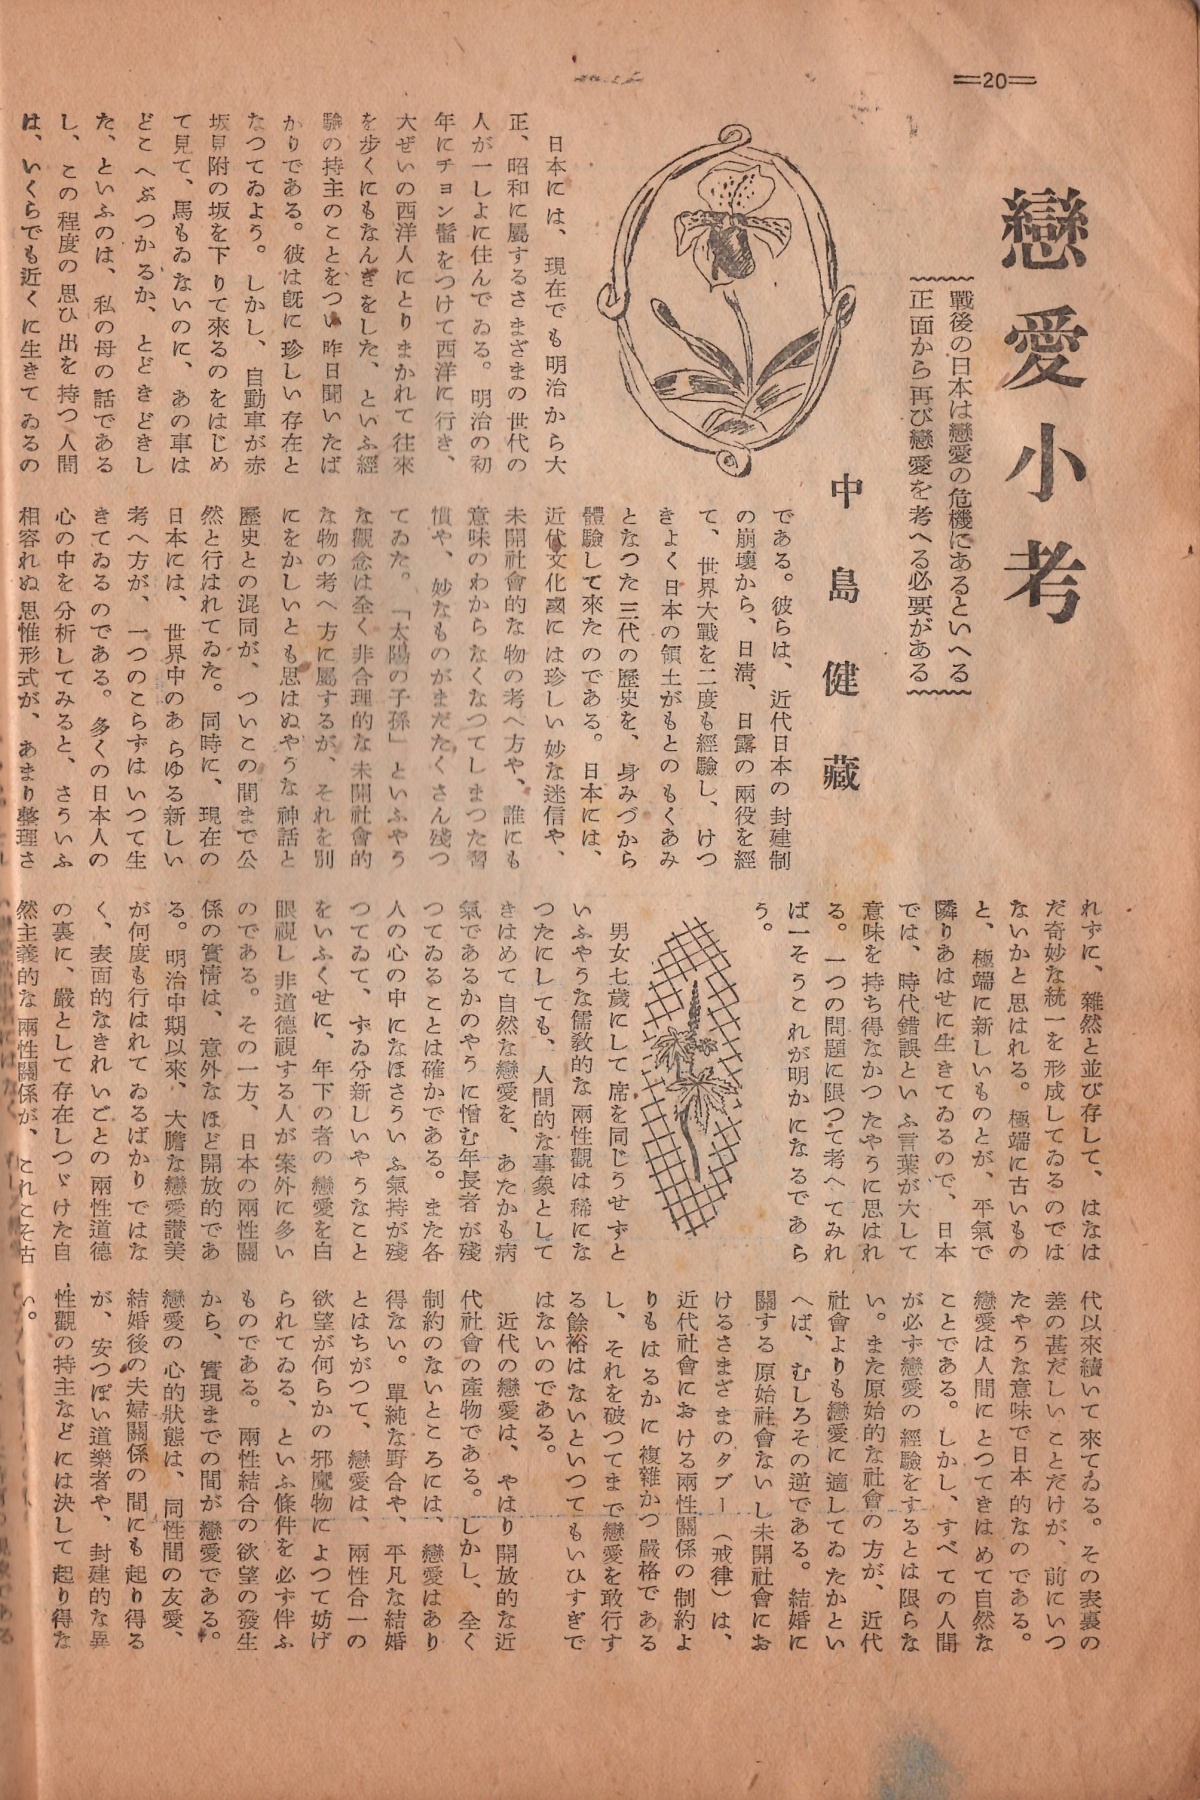 ＝20＝
戀愛小考
戰後の日本は戀愛の危機にあるといへる
正面から再び戀愛を考へる必要がある
中島健藏
日本には、現在でも明治から大
正、昭和に屬するさまざまの世代の
人が一しよに住んでゐる。明治の初
年にチョン髷をつけて西洋に行き、
大ぜいの西洋人にとりまかれて往來
を歩くにもなんぎをした、といふ經
驗の持主のことをつい昨日聞いたば
かりである。彼は既に珍しい存在と
なつてゐよう。しかし、自動車が赤
坂見附の坂を下りて來るのをはじめ
て見て、馬もゐないのに、あの車は
どこへぶつかるか、とどきどきし
た、といふのは、私の母の話である
し、この程度の思ひ出を持つ人間
は、いくらでも近くに生きてゐるの
である。彼らは、近代日本の封建制
の崩壞から、日淸、日露の兩役を經
て、世界大戰を二度も經驗し、けつ
きよく日本の領土がもとのもくあみ
となつた三代の歷史を、身みづから
體驗して來たのである。日本には、
近代文化國には珍しい妙な迷信や、
未開社會的な物の考へ方や、誰にも
意味のわからなくなつてしまつた習
慣や、妙なものがまだたくさん殘つ
てゐた。「太陽の子孫」といふやう
な觀念は全く非合理的な未開社會的
な物の考へ方に屬するが、それを別
にをかしいとも思はぬやうな神話と
歷史との混同が、ついこの間まで公
然と行はれてゐた。同時に、現在の
日本には、世界中のあらゆる新しい
考へ方が、一つのこらずはいつて生
きてゐるのである。多くの日本人の
心の中を分析してみると、さういふ
相容れぬ思惟形式が、あまり整理さ
れずに、雜然と並び存して、はなは
だ奇妙な統一を形成してゐるのでは
ないかと思はれる。極端に古いもの
と、極端に新しいものとが、平氣で
隣りあはせに生きてゐるので、日本
では、時代錯誤といふ言葉が大して
意味を持ち得なかつたやうに思はれ
る。一つの問題に限つて考へてみれ
ば一そうこれが明かになるであら
う。
男女七歲にして席を同じうせずと
いふやうな儒敎的な兩性觀は稀にな
つたにしても、人間的な事象として
きはめて自然な戀愛を、あたかも病
氣であるかのやうに憎む年長者が殘
つてゐることは確かである。また各
人の心の中になほさういふ氣持が殘
つてゐて、ずゐ分新しいやうなこと
をいふくせに、年下の者の戀愛を白
眼視し非道德視する人が案外に多い
のである。その一方、日本の兩性關
係の實情は、意外なほど開放的であ
る。明治中期以來、大膽な戀愛讃美
が何度も行はれてゐるばかりではな
く、表面的なきれいごとの兩性道德
の裏に、嚴として存在しつゞけた自
然主義的な兩性關係が、これこそ古
代以來續いて來てゐる。その表裏の
差の甚だしいことだけが、前にいつ
たやうな意味で日本的なのである。
戀愛は人間にとつてきはめて自然な
ことである。しかし、すべての人間
が必ず戀愛の經驗をするとは限らな
い。また原始的な社會の方が、近代
社會よりも戀愛に適してゐたかとい
へば、むしろその逆である。結婚に
關する原始社會ないし未開社會にお
けるさまざまのタブー（戒律）は、
近代社會における兩性關係の制約よ
りもはるかに複雜かつ嚴格である
し、それを破つてまで戀愛を敢行す
る餘裕はないといつてもいひすぎで
はないのである。
近代の戀愛は、やはり開放的な近
代社會の產物である。しかし、全く
制約のないところには、戀愛はあり
得ない。單純な野合や、平凡な結婚
とはちがつて、戀愛は、兩性合一の
欲望が何らかの邪魔物によつて妨げ
られてゐる、といふ條件を必ず伴ふ
ものである。兩性結合の欲望の發生
から、實現までの間が戀愛である。
戀愛の心的狀態は、同性間の友愛、
結婚後の夫婦關係の間にも起り得る
が、安つぽい道樂者や、封建的な異
性觀の持主などには決して起り得な
い。